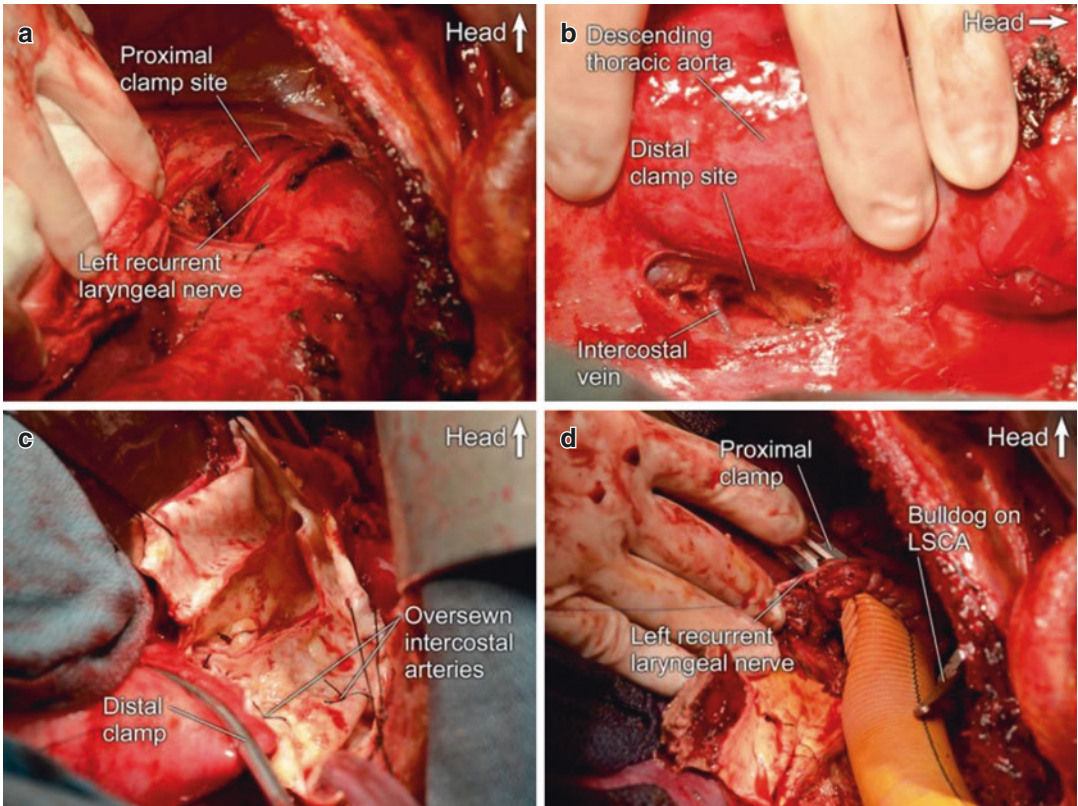 a
Head
Proximal
clamp site
Left recurrent
laryngeal nerve
b
Head
Descending
thoracic aorta
Distal
clamp site
Intercostal
vein
c
Head
Oversewn
intercostal
arteries
Distal
clamp
d
Head
Proximal
clamp
Bulldog on
LSCA
Left recurrent
laryngeal nerve